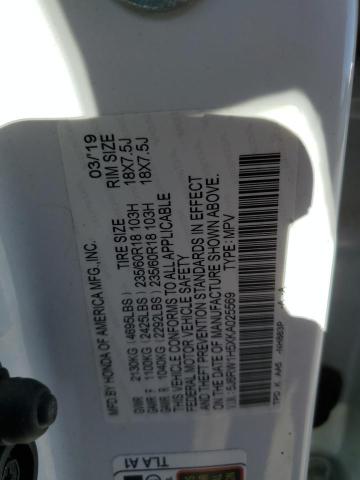 MFD.BY HONDA OF AMERICA MFG.,INC. 03/19
TIRE SIZE RIM SIZE
GVWR 2130KG (4695LBS)
GAWR F 1100KG (2425LBS) 235/60R18 103H 18X7.5J
GAWR R 1040KG (2292LBS) 235/60R18 103H 18X7.5J
THIS VEHICLE CONFORMS TO ALL APPLICABLE
FEDERAL MOTOR VEHICLE SAFETY STANDARDS
AND THEFT PREVENTION STANDARDS IN EFFECT
ON THE DATE OF MANUFACTURE SHOWN ABOVE.
V.I.N.: 5J6RW1H5XKA025569 TYPE: MPV
TLA A1